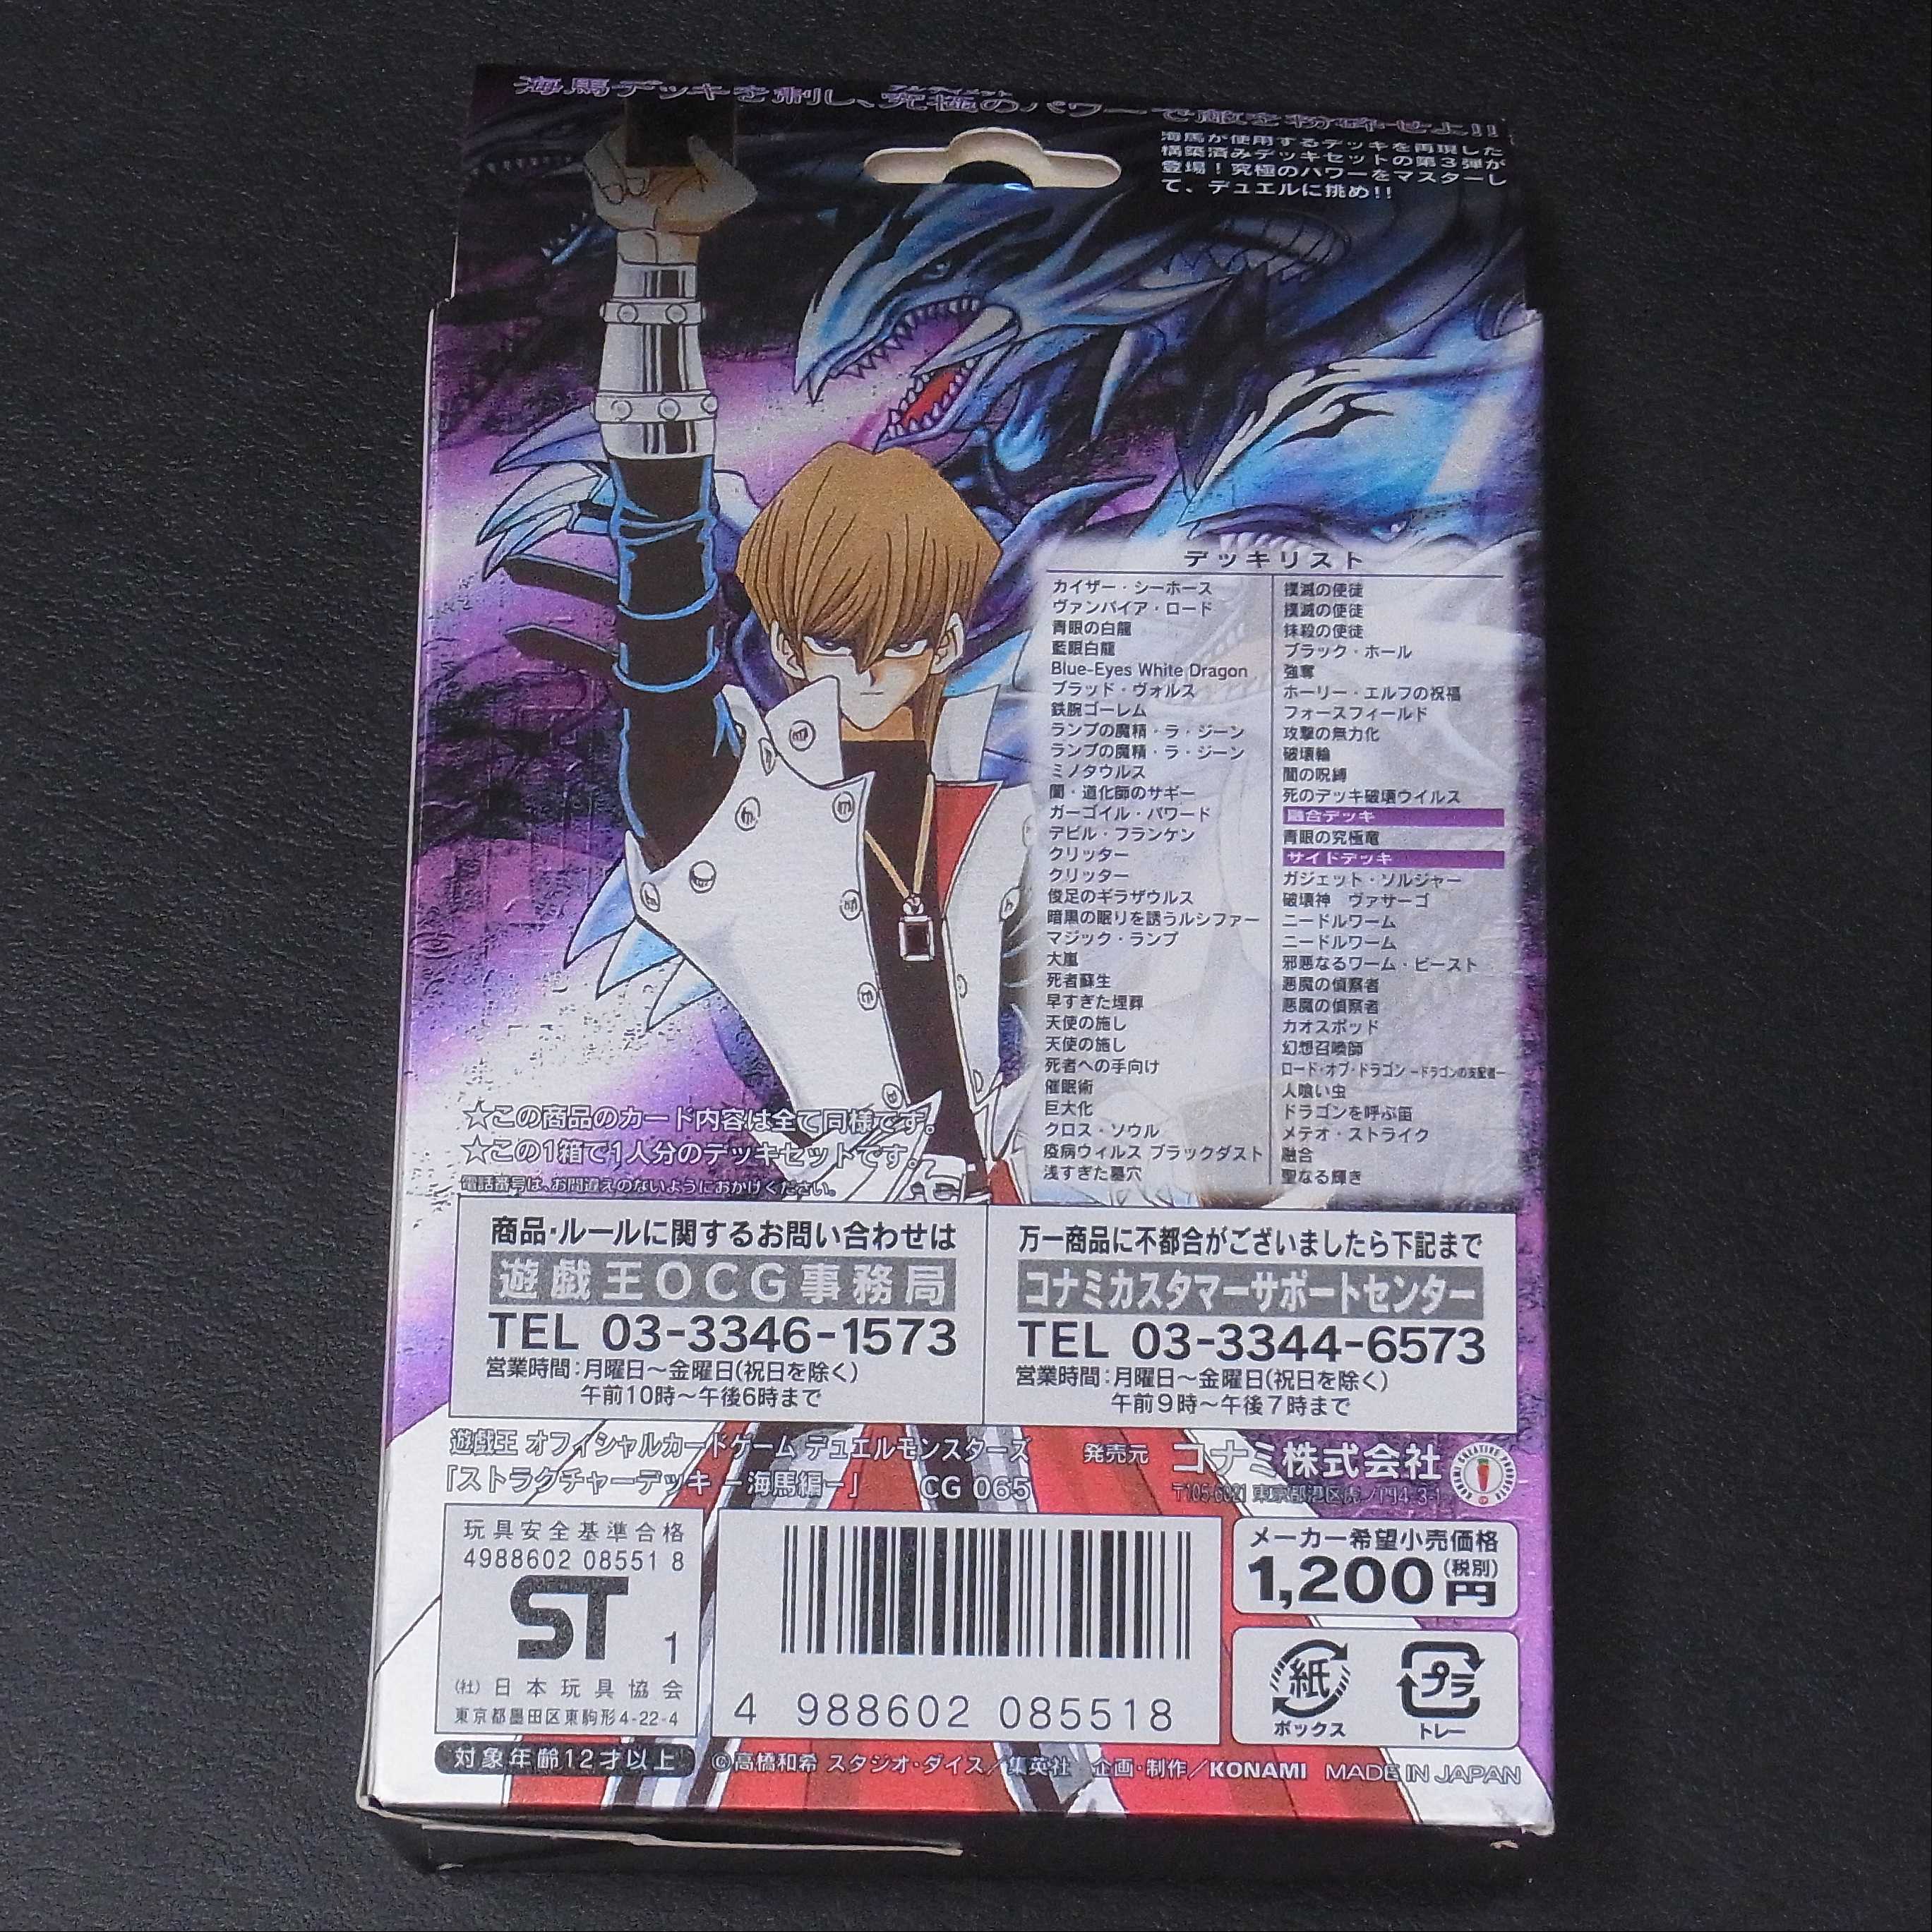 海馬デッキを制し、究極のパワーで敵を粉砕せよ!!
海馬が使用するデッキを再現した
構築済みデッキセットの第3弾が
登場!究極のパワーをマスターし
て、デュエルに挑め!!
デッキリスト
カイザー・シーホース
ヴァンパイア・ロード
青眼の白龍
藍眼白龍
Blue-Eyes White Dragon
ブラッド・ヴォルス
鉄腕ゴーレム
ランプの魔精・ラ・ジーン
ランプの魔精・ラ・ジーン
ミノタウルス
闇・道化師のサギー
ガーゴイル・パワード
デビル・フランケン
クリッター
クリッター
俊足のギラザウルス
暗黒の眠りを誘うルシファー
マジック・ランプ
大嵐
死者蘇生
早すぎた埋葬
天使の施し
天使の施し
死者への手向け
催眠術
巨大化
クロス・ソウル
疫病ウィルス ブラックダスト
浅すぎた墓穴
撲滅の使徒
撲滅の使徒
抹殺の使徒
ブラック・ホール
強奪
ホーリー・エルフの祝福
フォースフィールド
攻撃の無力化
破壊輪
闇の呪縛
死のデッキ破壊ウイルス
融合デッキ
青眼の究極竜
サイドデッキ
ガジェット・ソルジャー
破壊神 ヴァサーゴ
ニードルワーム
ニードルワーム
邪悪なるワーム・ビースト
悪魔の偵察者
悪魔の偵察者
カオスポッド
幻想召喚師
ロード・オブ・ドラゴン −ドラゴンの支配者−
人喰い虫
ドラゴンを呼ぶ笛
メテオ・ストライク
融合
聖なる輝き
☆この商品のカード内容は全て同様です。
☆この1箱で1人分のデッキセットです。
電話番号は、お間違えのないようにおかけください。
商品・ルールに関するお問い合わせは
遊戯王OCG事務局
TEL 03-3346-1573
営業時間:月曜日〜金曜日(祝日を除く)
午前10時〜午後6時まで
万一商品に不都合がございましたら下記まで
コナミカスタマーサポートセンター
TEL 03-3344-6573
営業時間:月曜日〜金曜日(祝日を除く)
午前9時〜午後7時まで
遊戯王 オフィシャルカードゲーム デュエルモンスターズ
「ストラクチャーデッキ −海馬編−」 CG 065
発売元 コナミ株式会社
〒105-6021 東京都港区虎ノ門4-3-1
玩具安全基準合格
4988602 08551 8
ST 1
(社)日本玩具協会
東京都墨田区東駒形4-22-4
対象年齢12才以上
4 988602 085518
メーカー希望小売価格
1,200円(税別)
紙
ボックス
プラ
トレー
©高橋和希 スタジオ・ダイス/集英社 企画・制作/KONAMI MADE IN JAPAN